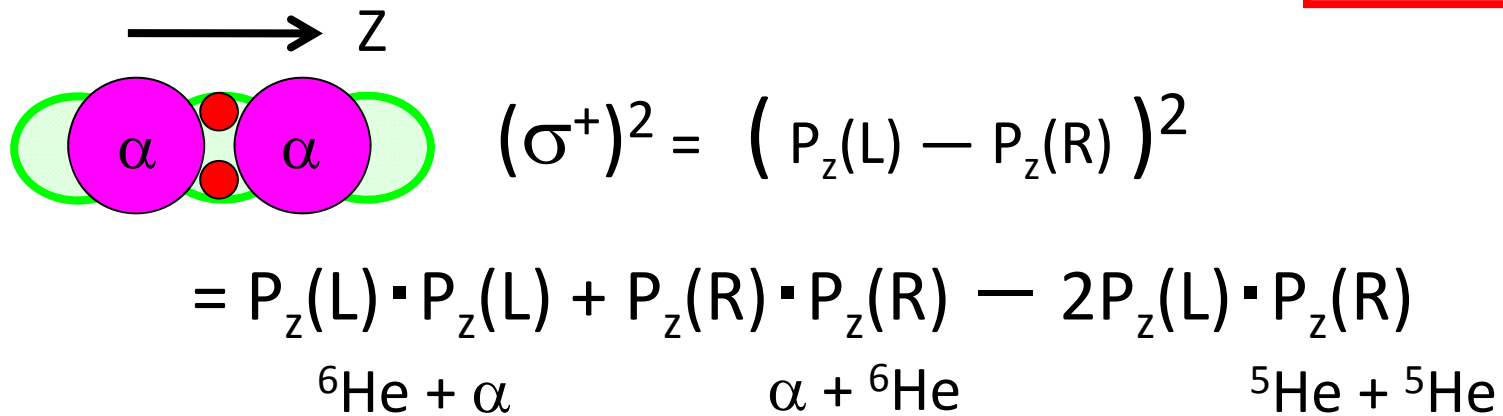 Z
α α (σ⁺)² = ( P_z(L) — P_z(R) )²
= P_z(L)·P_z(L) + P_z(R)·P_z(R) — 2P_z(L)·P_z(R)
⁶He + α α + ⁶He ⁵He + ⁵He